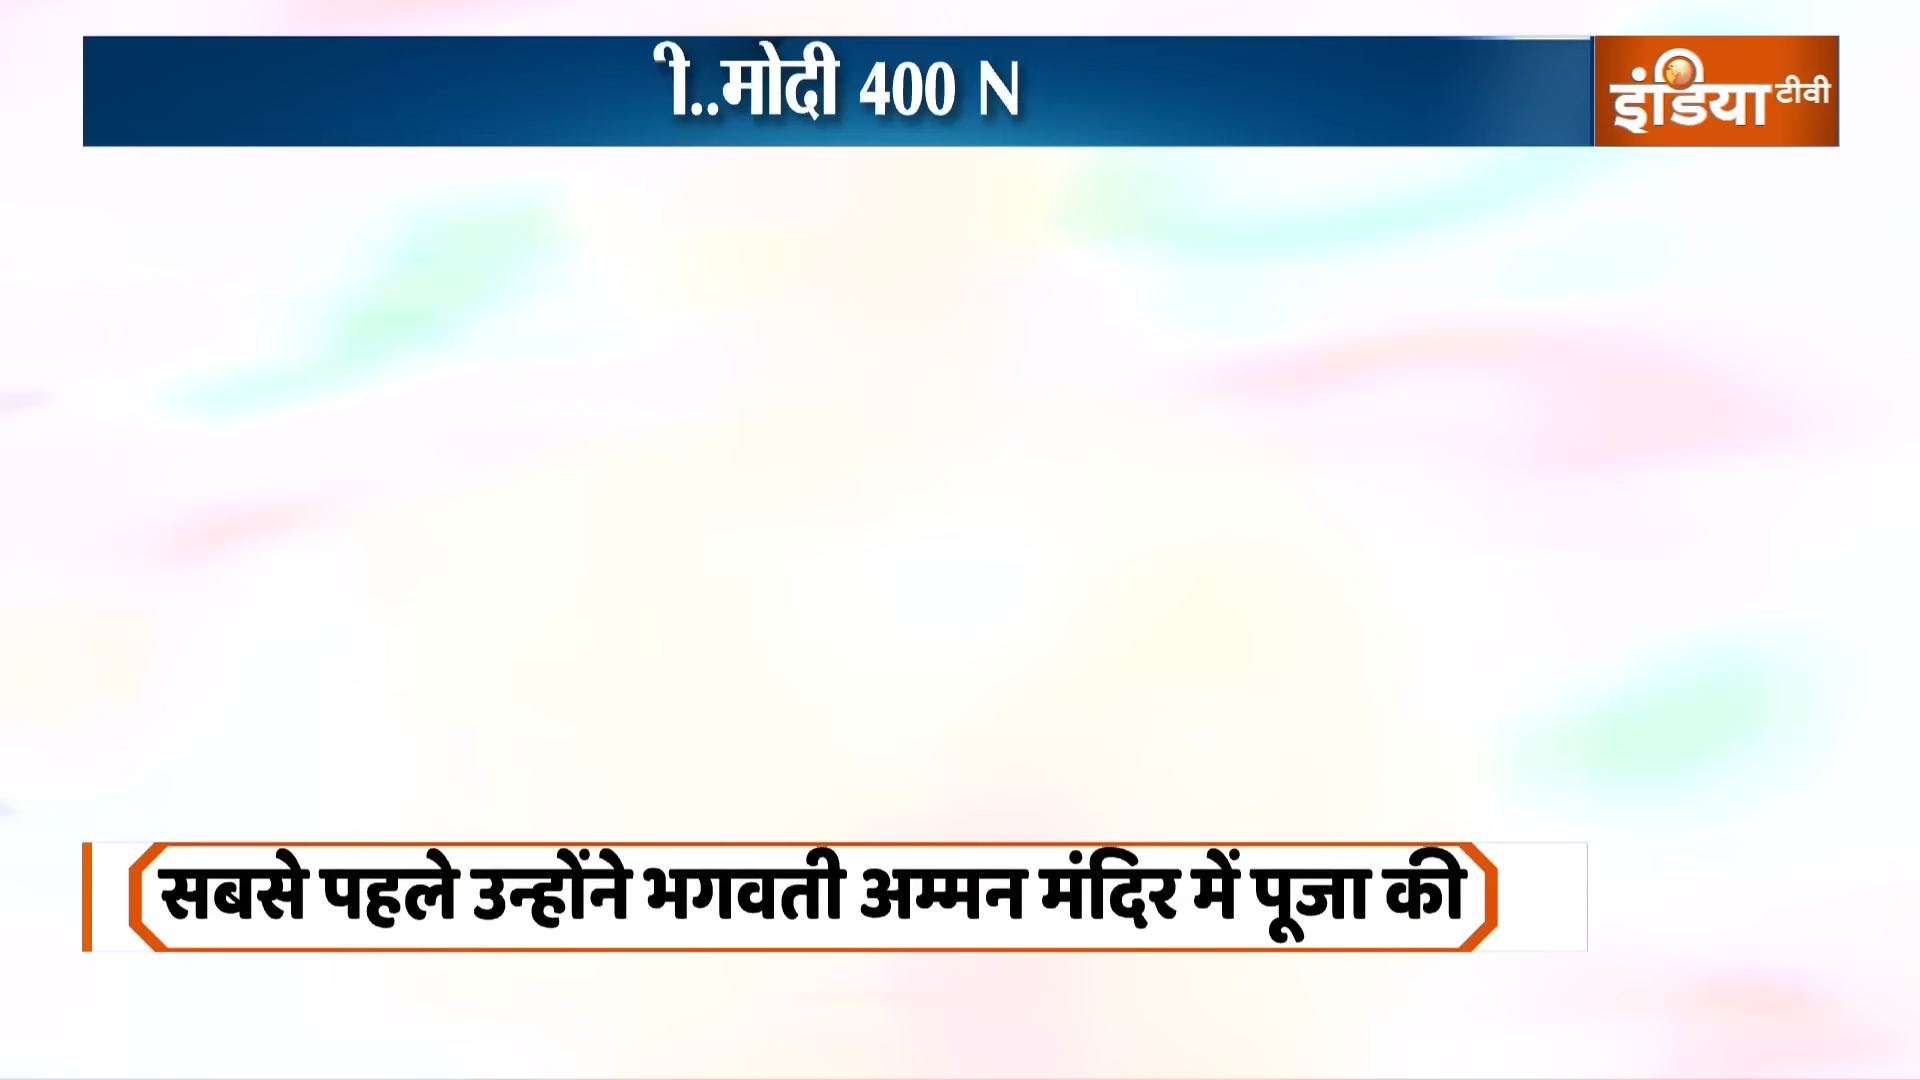 ी..मोदी 400 N
इंडिया टीवी
सबसे पहले उन्होंने भगवती अम्मन मंदिर में पूजा की